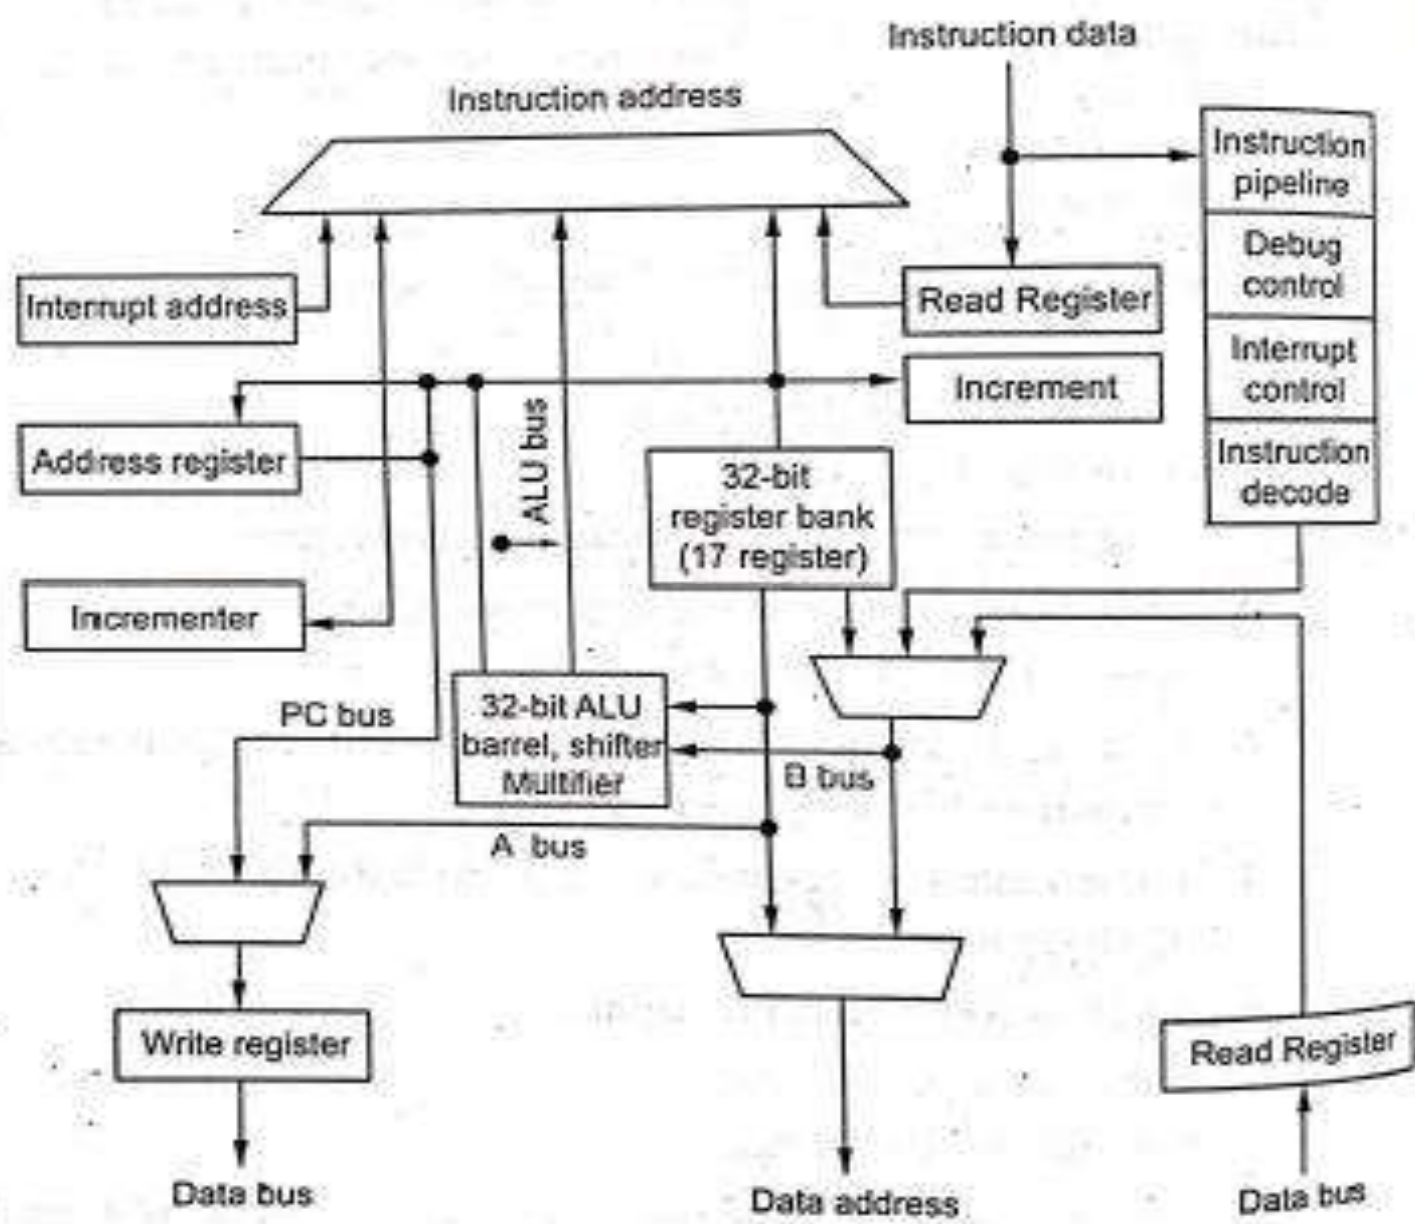 Instruction data
Instruction address
Instruction
pipeline
Debug
control
Interrupt
control
Instruction
decode
Interrupt address
Read Register
Increment
Address register
ALU bus
32-bit
register bank
(17 register)
Incrementer
PC bus
32-bit ALU
barrel, shifter
Multifier
B bus
A bus
Write register
Read Register
Data bus
Data address
Data bus